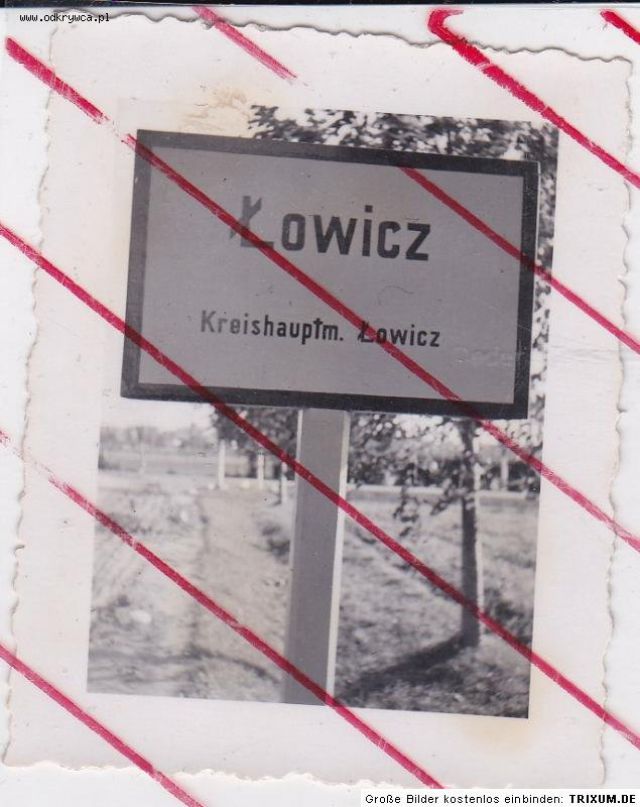 www.odkrywca.pl
Łowicz
Kreishauptm. Łowicz
Große Bilder kostenlos einbinden: TRIXUM.DE